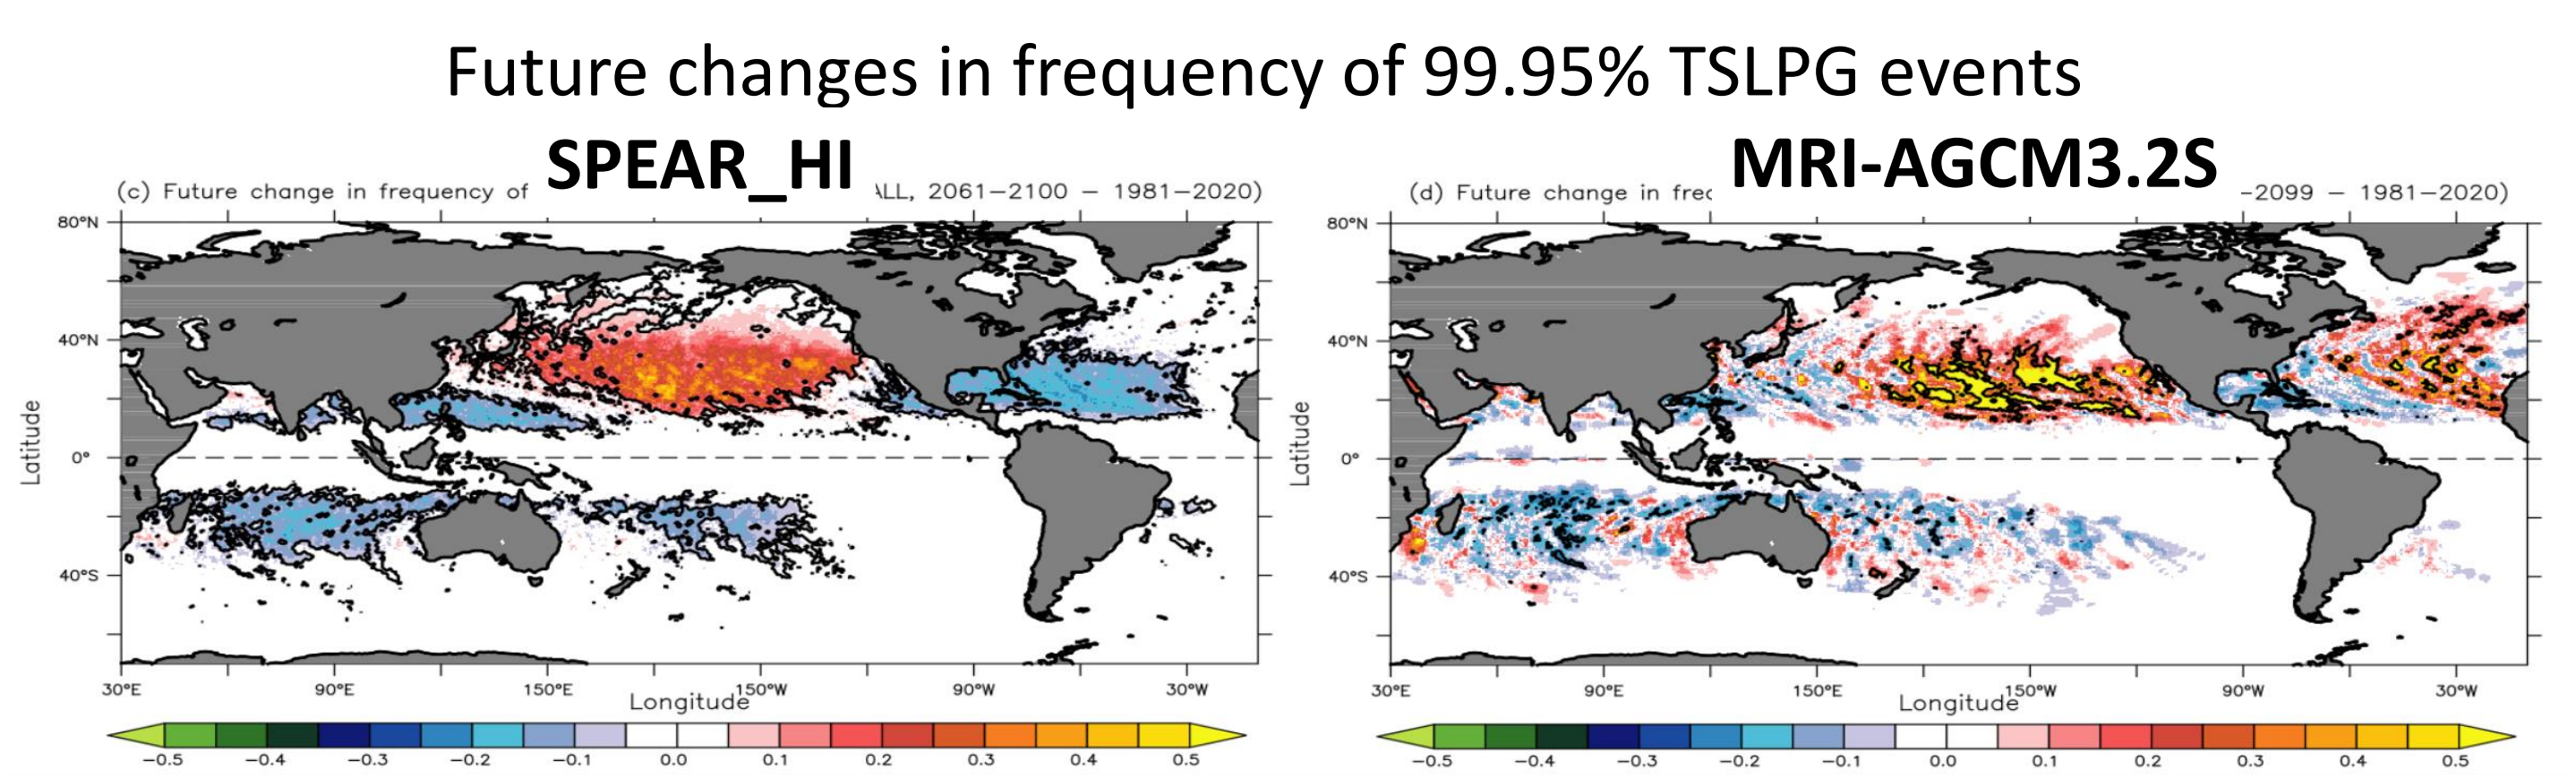 Future changes in frequency of 99.95% TSLPG events
SPEAR_HI
MRI-AGCM3.2S
(c) Future change in frequency of
ALL, 2061−2100 − 1981−2020)
(d) Future change in frec
-2099 − 1981−2020)
80°N
40°N
0°
40°S
Latitude
30°E 90°E 150°E 150°W 90°W 30°W
Longitude
−0.5 −0.4 −0.3 −0.2 −0.1 0.0 0.1 0.2 0.3 0.4 0.5
80°N
40°N
0°
40°S
Latitude
30°E 90°E 150°E 150°W 90°W 30°W
Longitude
−0.5 −0.4 −0.3 −0.2 −0.1 0.0 0.1 0.2 0.3 0.4 0.5